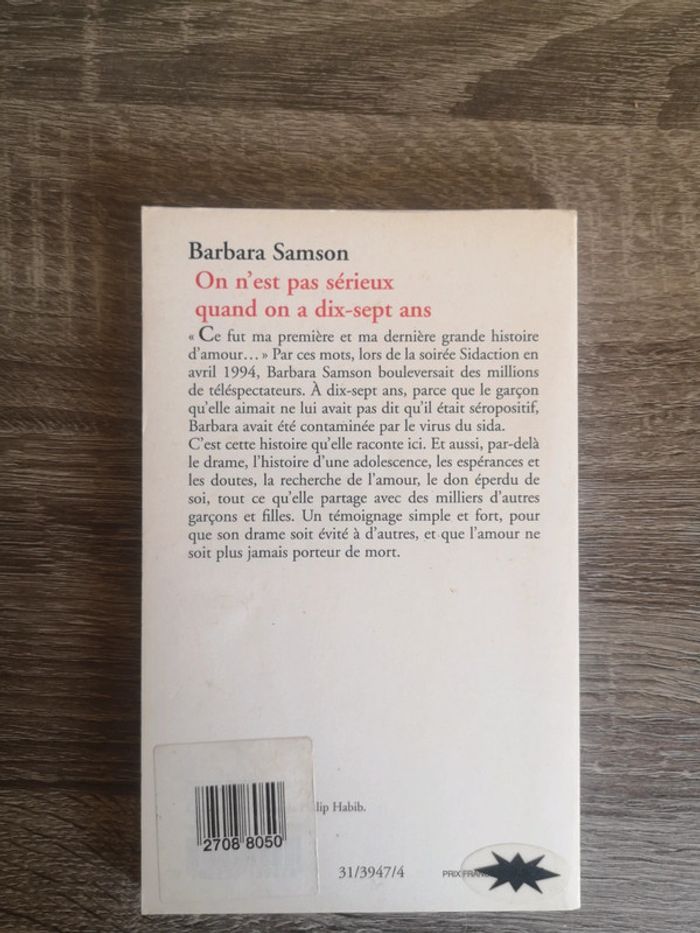 Barbara Samson
On n'est pas sérieux
quand on a dix-sept ans
« Ce fut ma première et ma dernière grande histoire
d'amour… » Par ces mots, lors de la soirée Sidaction en
avril 1994, Barbara Samson bouleversait des millions
de téléspectateurs. À dix-sept ans, parce que le garçon
qu'elle aimait ne lui avait pas dit qu'il était séropositif,
Barbara avait été contaminée par le virus du sida.
C'est cette histoire qu'elle raconte ici. Et aussi, par-delà
le drame, l'histoire d'une adolescence, les espérances et
les doutes, la recherche de l'amour, le don éperdu de
soi, tout ce qu'elle partage avec des milliers d'autres
garçons et filles. Un témoignage simple et fort, pour
que son drame soit évité à d'autres, et que l'amour ne
soit plus jamais porteur de mort.
Habib.
2708 8050
31/3947/4
PRIX